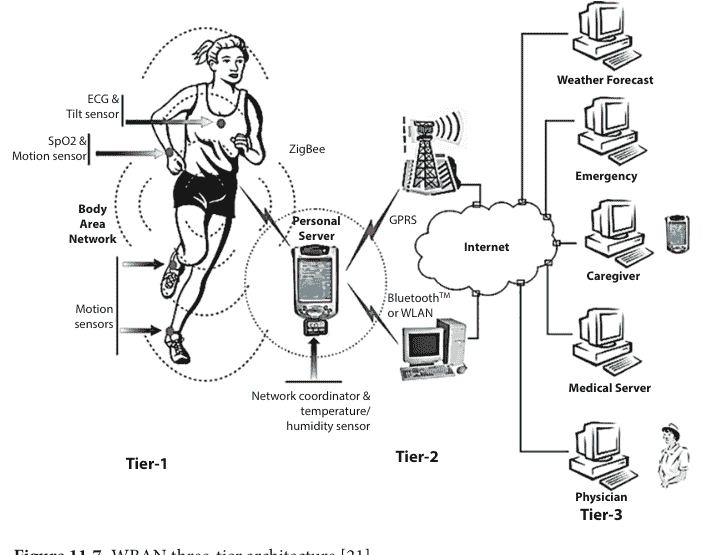 Weather Forecast
ECG &
Tilt sensor
SpO2 &
Motion sensor
ZigBee
Emergency
Body
Area
Network
Personal
Server
GPRS
Internet
Caregiver
Motion
sensors
Bluetooth™
or WLAN
Medical Server
Network coordinator &
temperature/
humidity sensor
Tier-1
Tier-2
Physician
Tier-3
Figure 11.7 WBAN three-tier architecture [21]